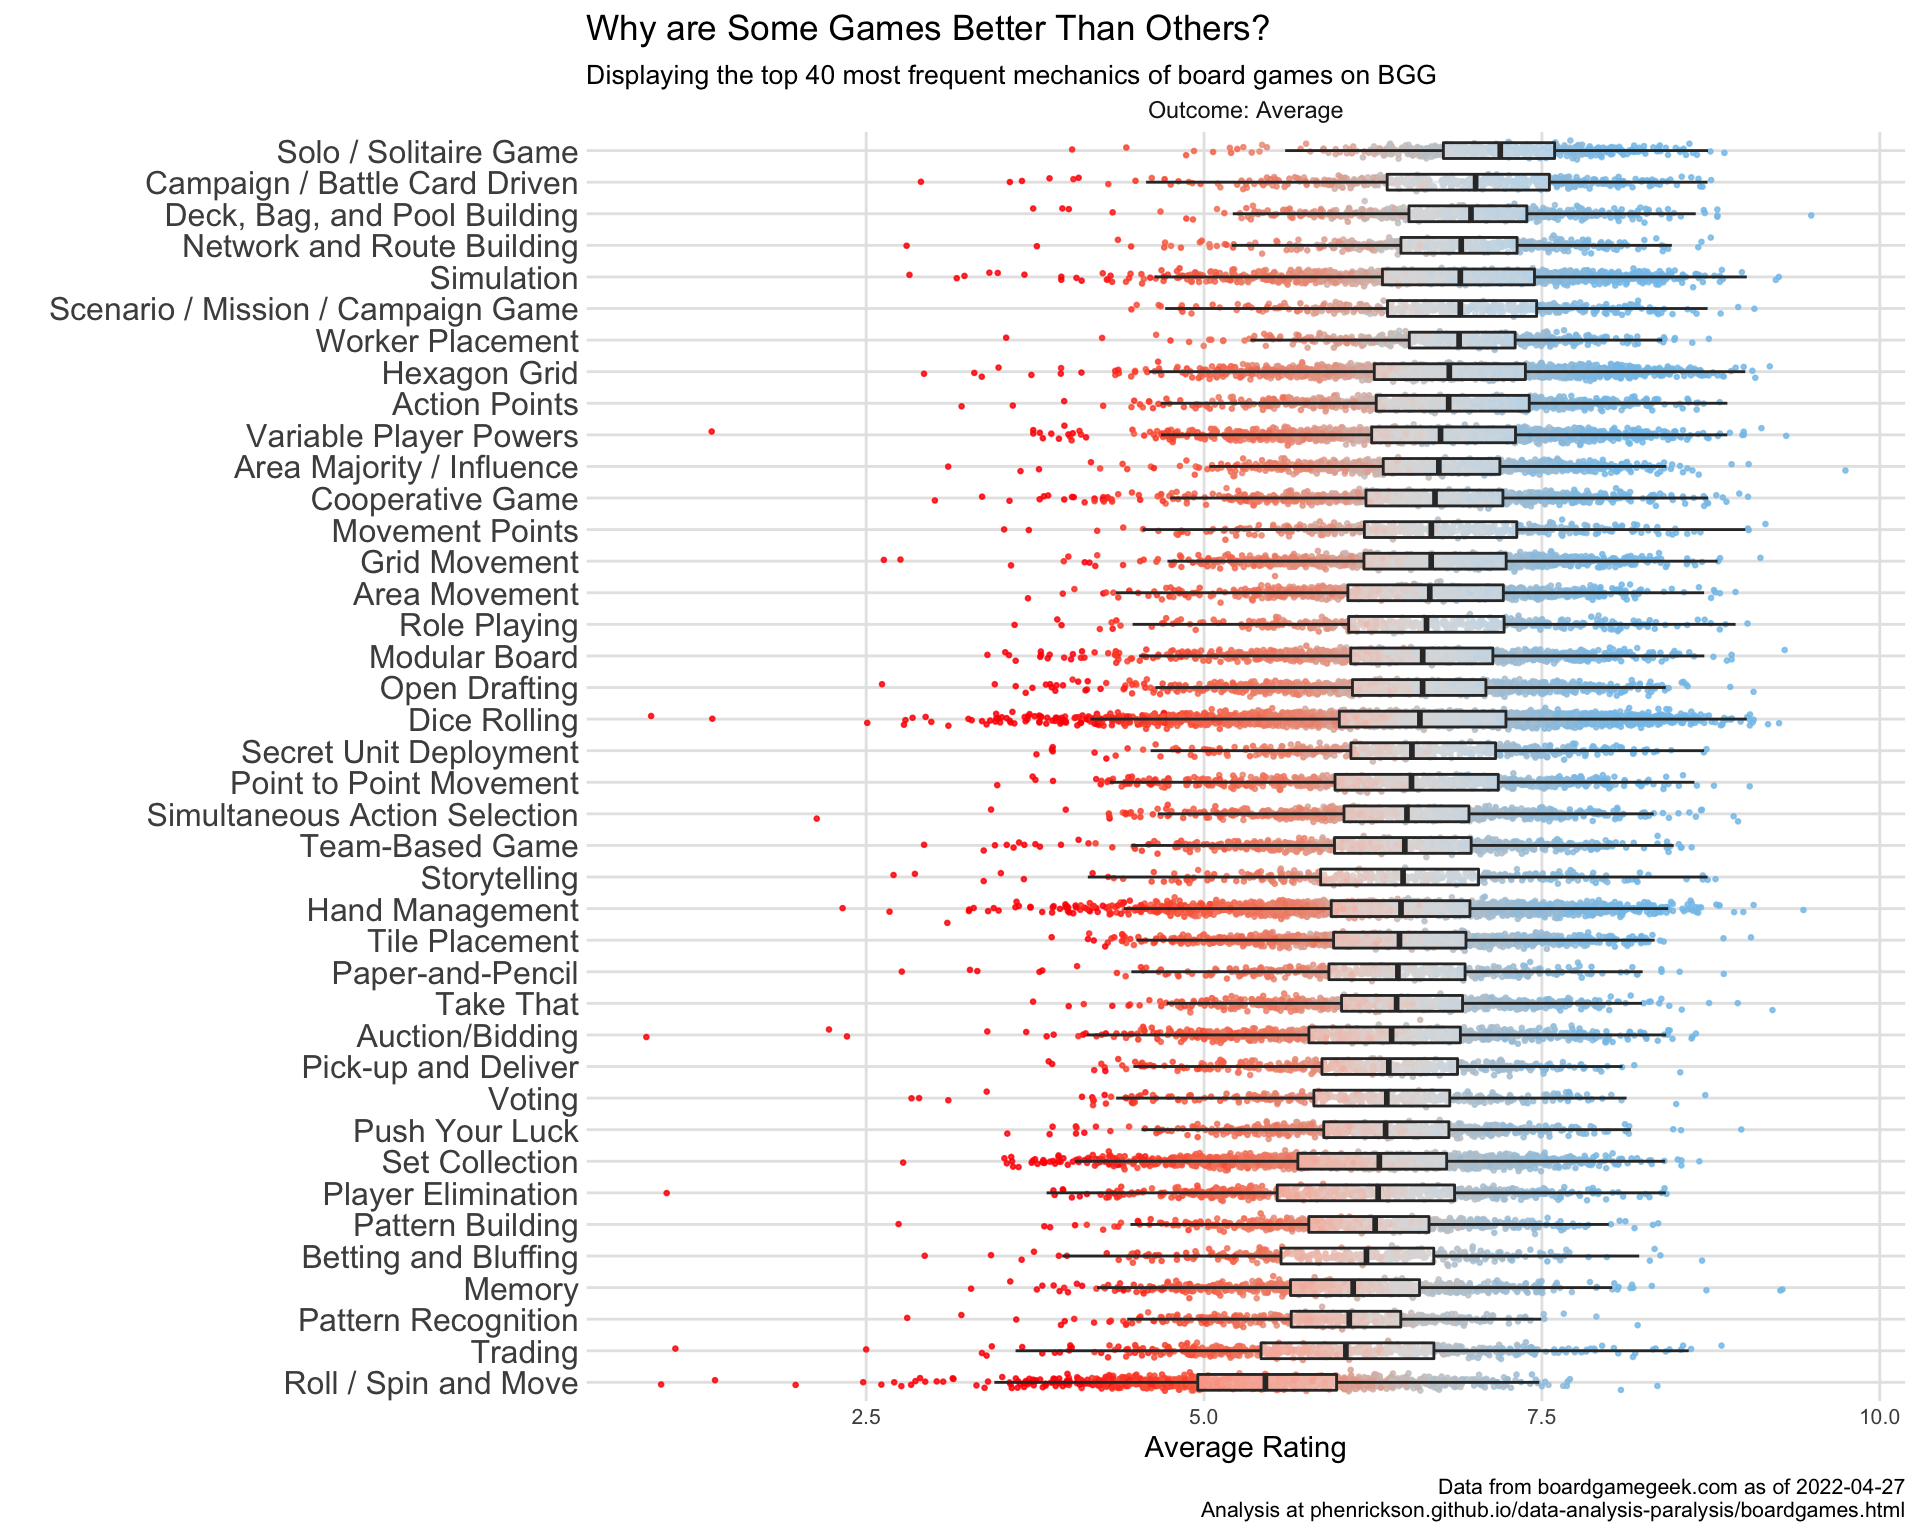 Why are Some Games Better Than Others?
Displaying the top 40 most frequent mechanics of board games on BGG
Outcome: Average
Solo / Solitaire Game
Campaign / Battle Card Driven
Deck, Bag, and Pool Building
Network and Route Building
Simulation
Scenario / Mission / Campaign Game
Worker Placement
Hexagon Grid
Action Points
Variable Player Powers
Area Majority / Influence
Cooperative Game
Movement Points
Grid Movement
Area Movement
Role Playing
Modular Board
Open Drafting
Dice Rolling
Secret Unit Deployment
Point to Point Movement
Simultaneous Action Selection
Team-Based Game
Storytelling
Hand Management
Tile Placement
Paper-and-Pencil
Take That
Auction/Bidding
Pick-up and Deliver
Voting
Push Your Luck
Set Collection
Player Elimination
Pattern Building
Betting and Bluffing
Memory
Pattern Recognition
Trading
Roll / Spin and Move
2.5 5.0 7.5 10.0
Average Rating
Data from boardgamegeek.com as of 2022-04-27
Analysis at phenrickson.github.io/data-analysis-paralysis/boardgames.html